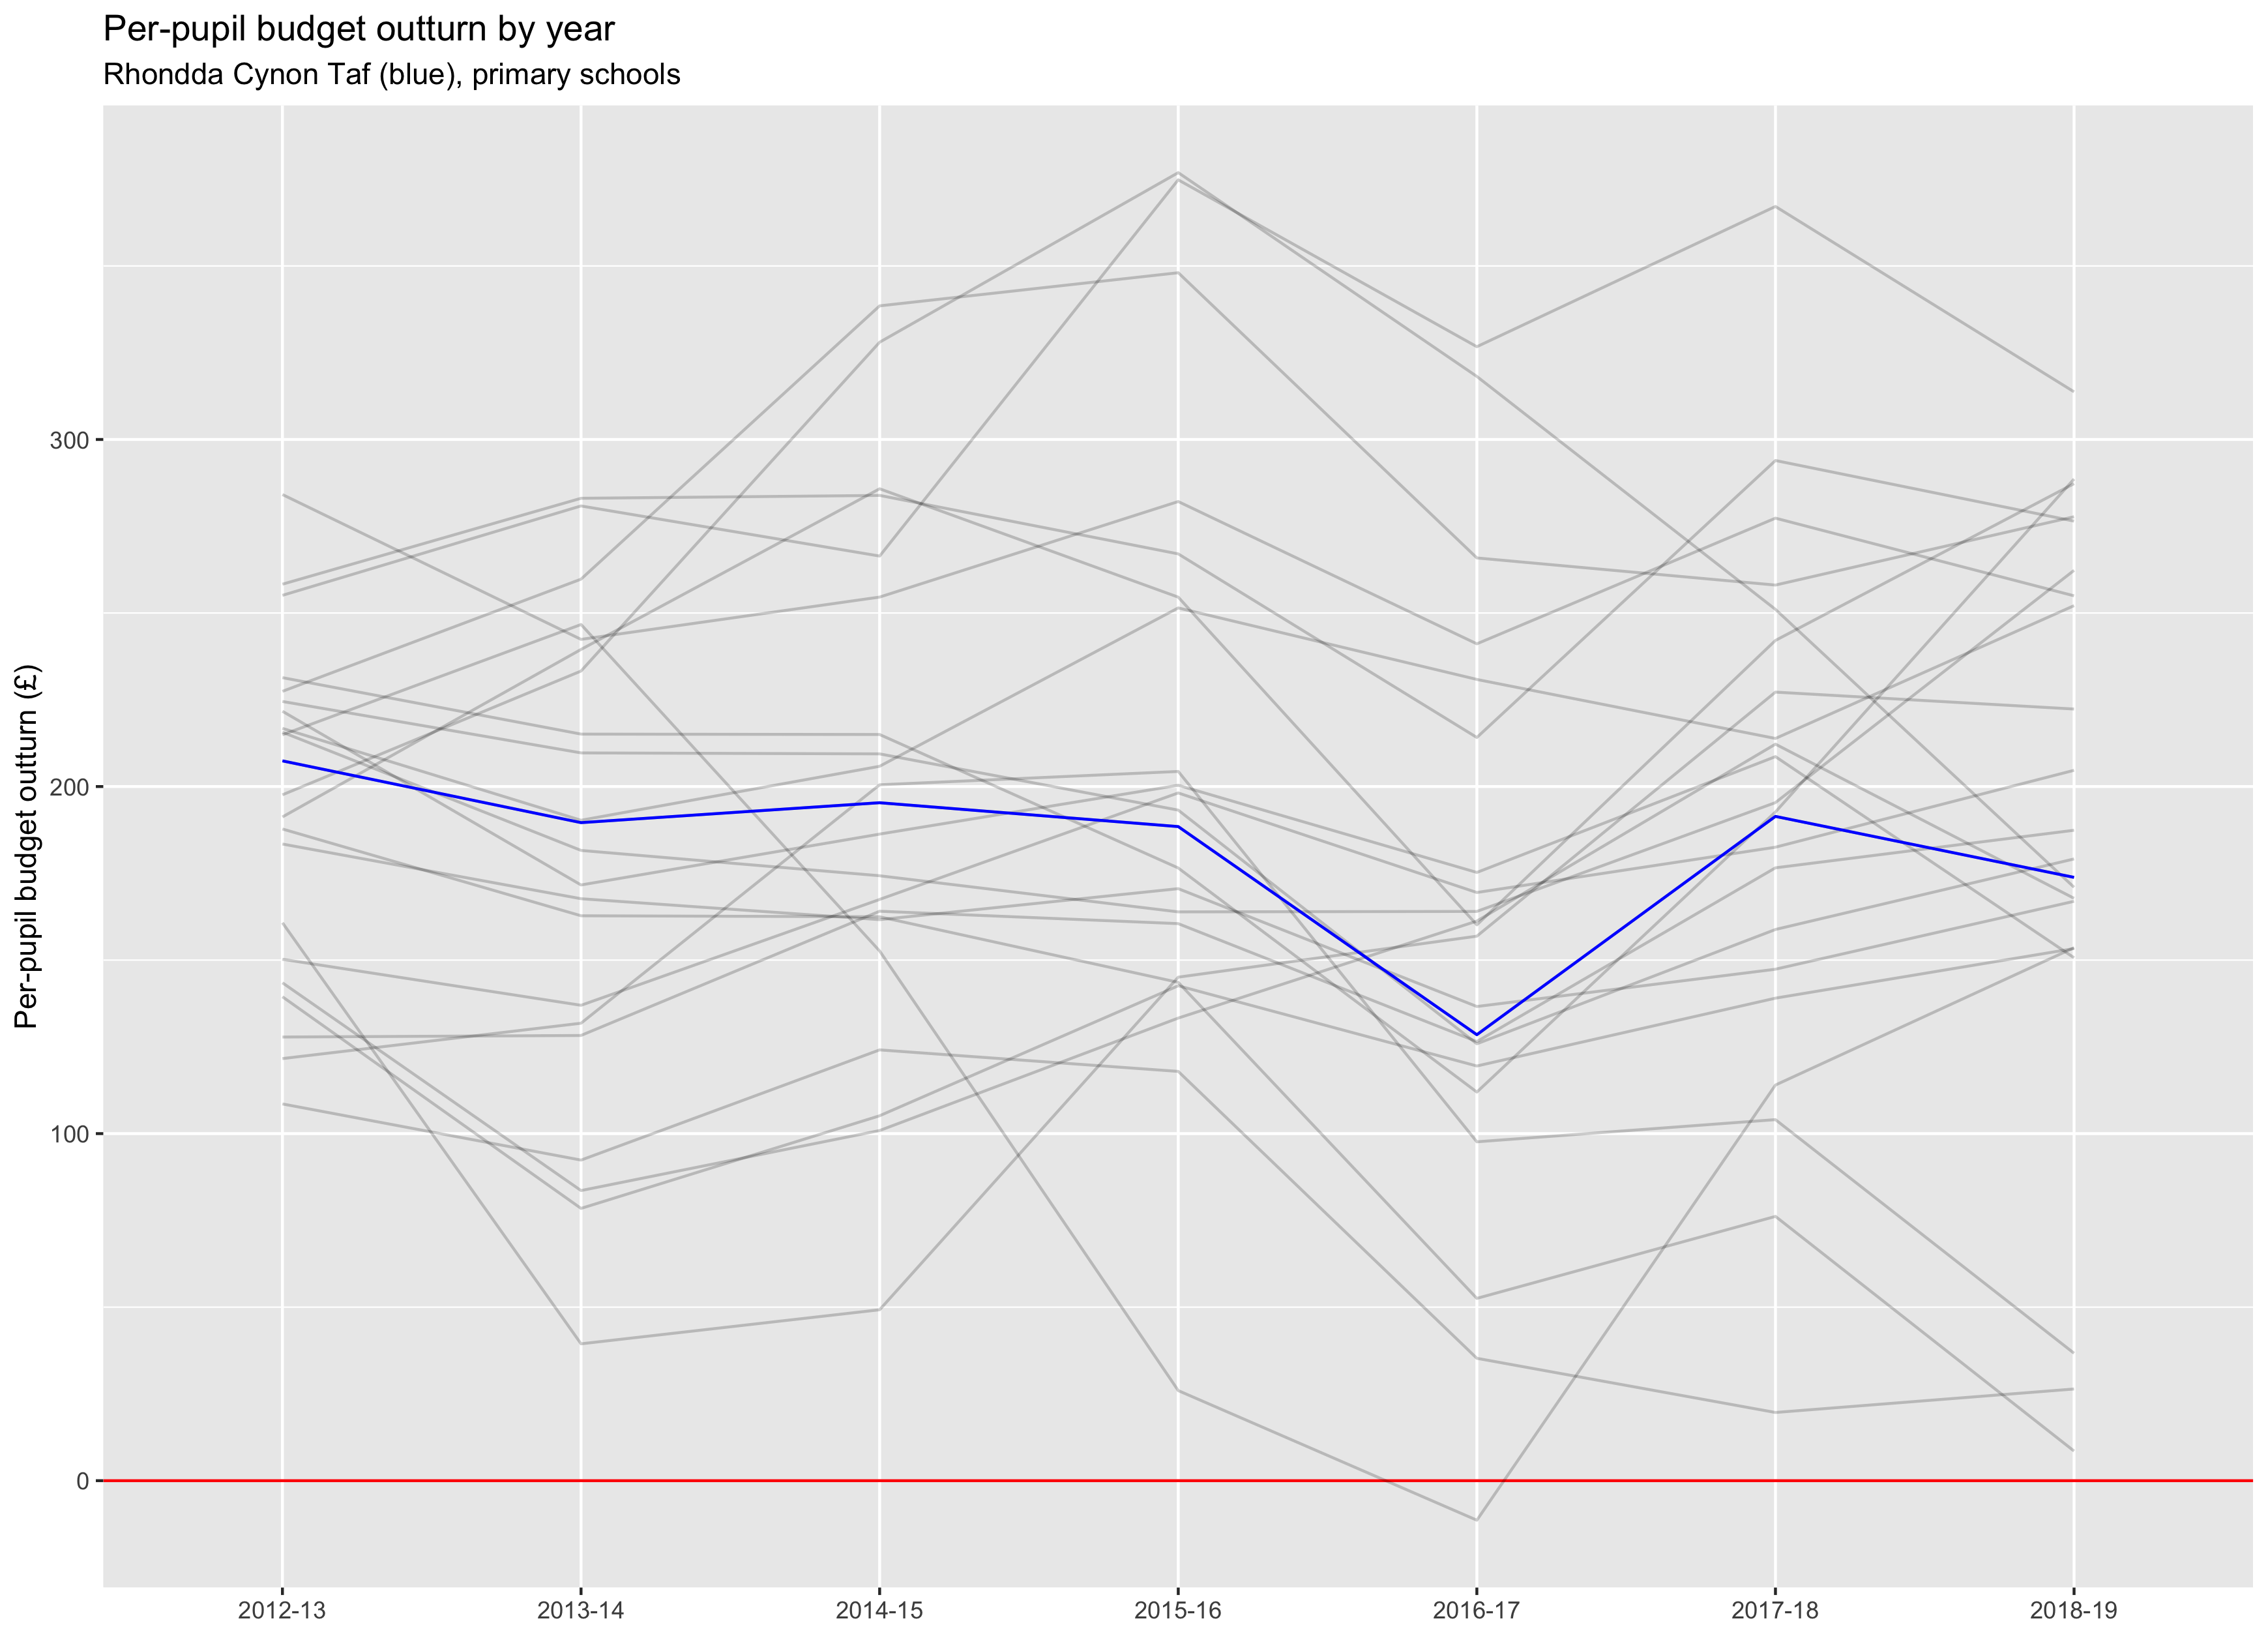 Per-pupil budget outturn by year
Rhondda Cynon Taf (blue), primary schools
Per-pupil budget outturn (£)
300
200
100
0
2012-13 2013-14 2014-15 2015-16 2016-17 2017-18 2018-19